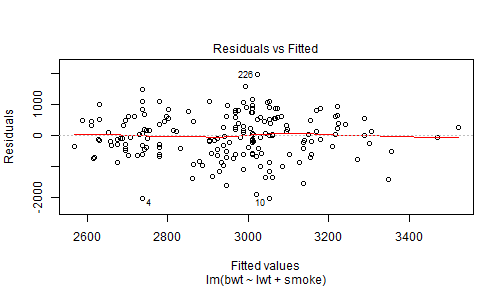 Residuals vs Fitted
Residuals
1000
0
-2000
226
4
10
2600
2800
3000
3200
3400
Fitted values
lm(bwt ~ lwt + smoke)